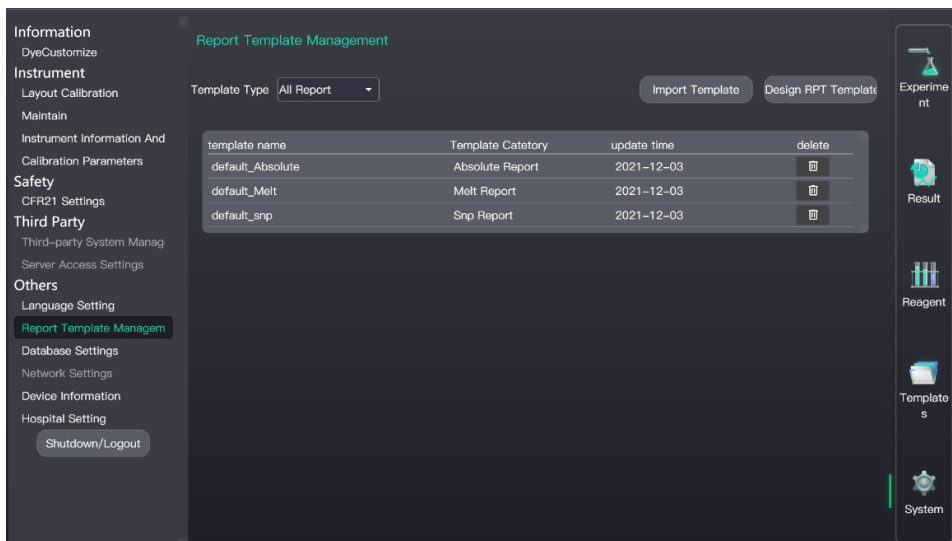 Information
DyeCustomize
Instrument
Layout Calibration
Maintain
Instrument Information And
Calibration Parameters
Safety
CFR21 Settings
Third Party
Third-party System Manag
Server Access Settings
Others
Language Setting
Report Template Managem
Database Settings
Network Settings
Device Information
Hospital Setting
Shutdown/Logout
Report Template Management
Template Type All Report
Import Template
Design RPT Template
template name Template Catetory update time delete
default_Absolute Absolute Report 2021-12-03
default_Melt Melt Report 2021-12-03
default_snp Snp Report 2021-12-03
Experime
nt
Result
Reagent
Template
s
System